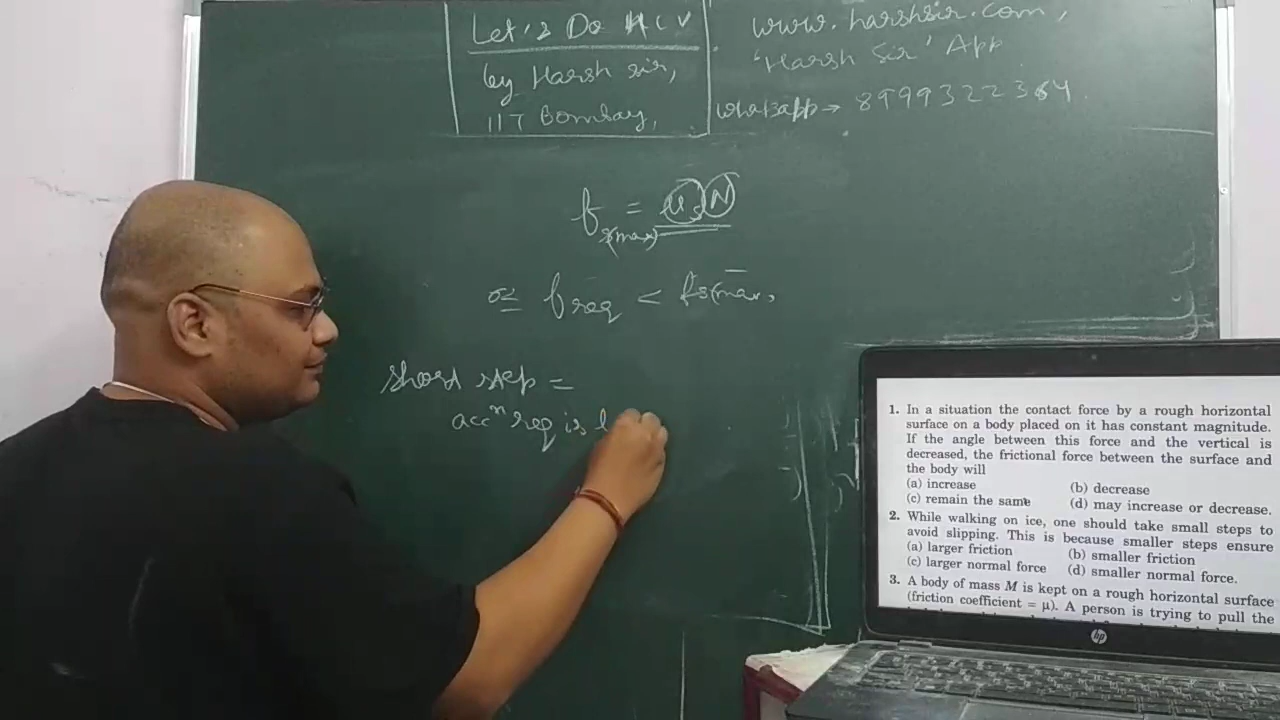 Let's Do HCV
by Harsh sir,
IIT Bombay,
www.harshsir.com,
'Harsh Sir' App
whatsapp → 8999322364
fs(max) = μsN
or freq < fs(max)
short step =
accn req is l
1. In a situation the contact force by a rough horizontal
surface on a body placed on it has constant magnitude.
If the angle between this force and the vertical is
decreased, the frictional force between the surface and
the body will
(a) increase (b) decrease
(c) remain the same (d) may increase or decrease.
2. While walking on ice, one should take small steps to
avoid slipping. This is because smaller steps ensure
(a) larger friction (b) smaller friction
(c) larger normal force (d) smaller normal force.
3. A body of mass M is kept on a rough horizontal surface
(friction coefficient = μ). A person is trying to pull the
hp